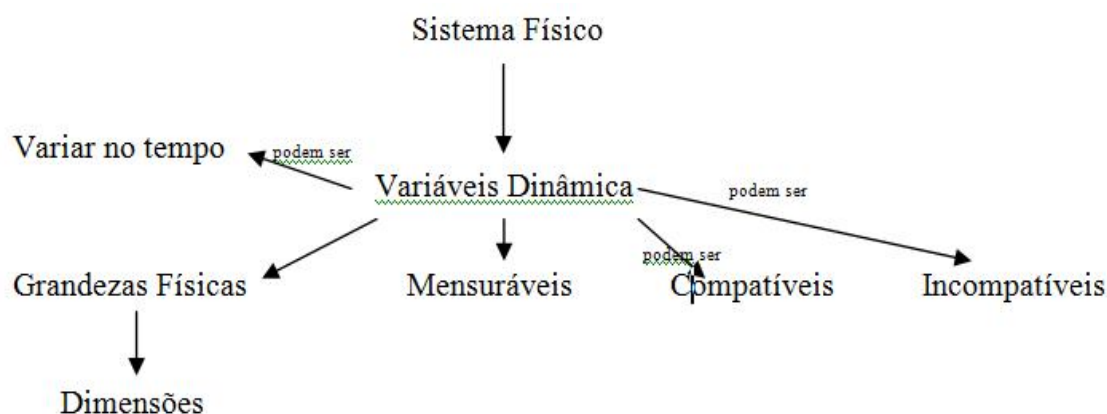 Sistema Físico
Variar no tempo
podem ser
Variáveis Dinâmica
podem ser
podem ser
Grandezas Físicas
Mensuráveis
Compatíveis
Incompatíveis
Dimensões